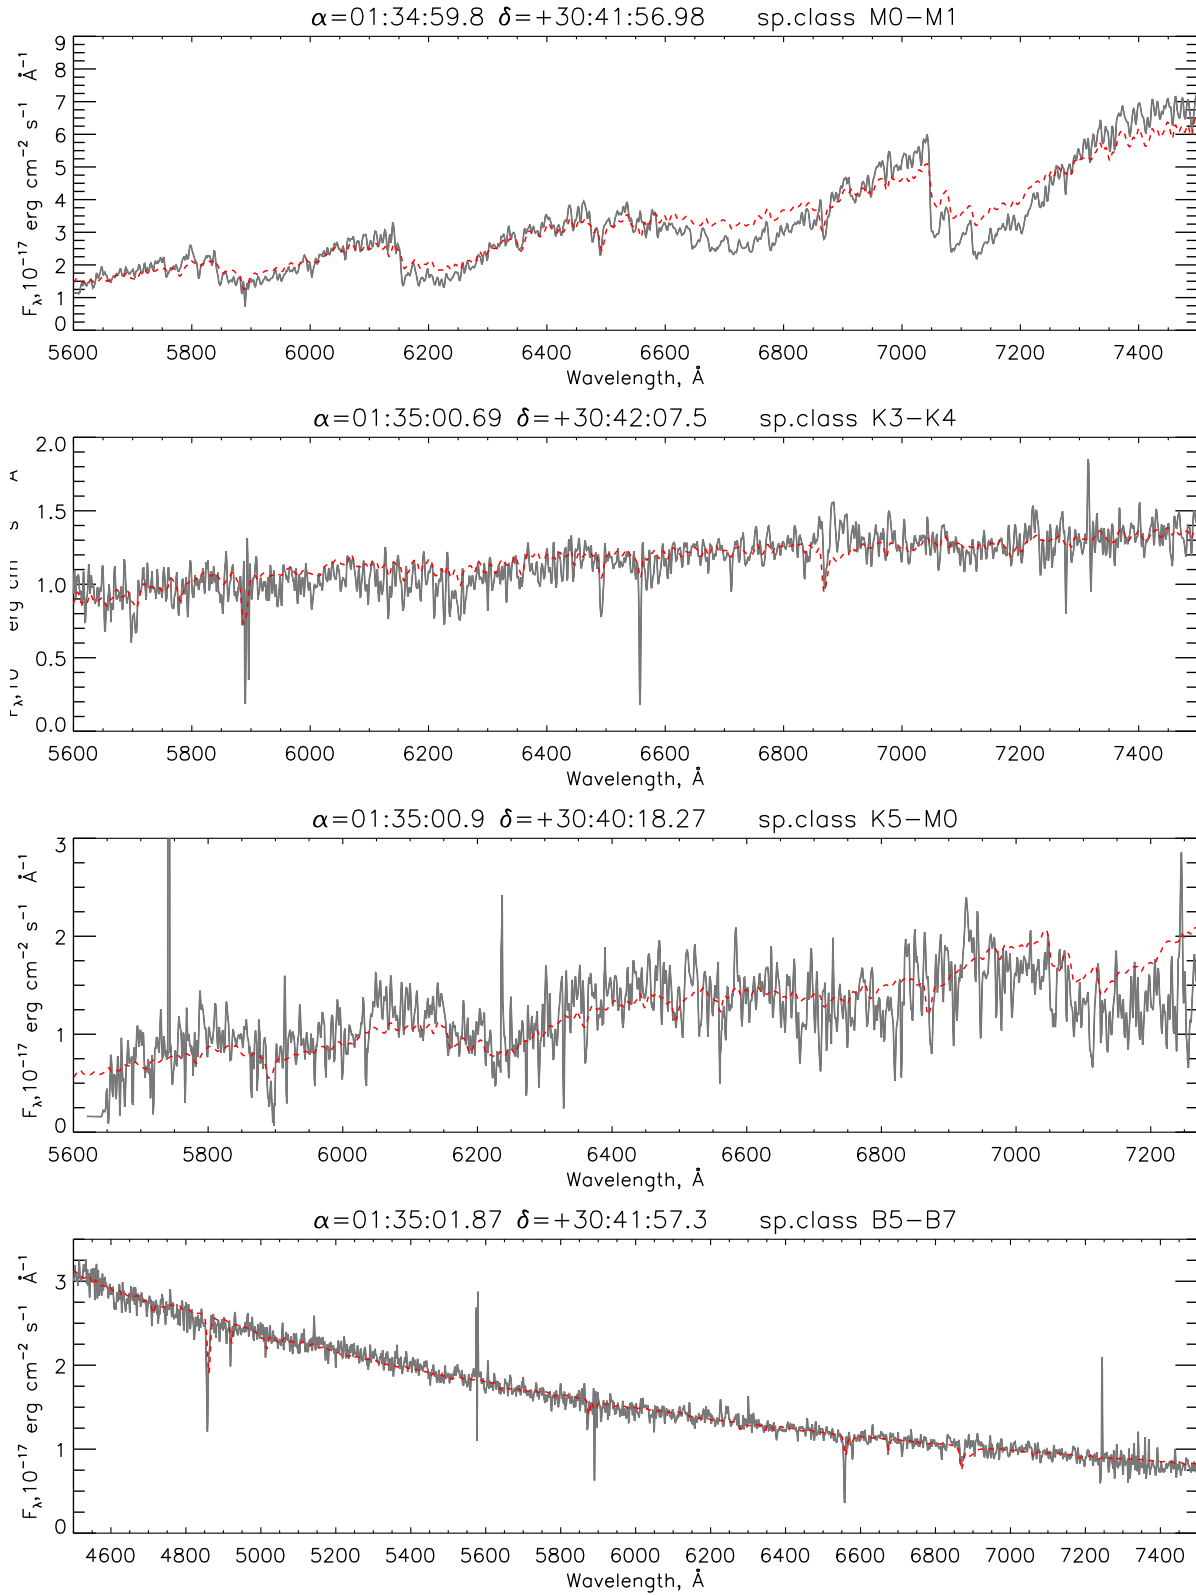 α=01:34:59.8 δ=+30:41:56.98 sp.class M0−M1
9
8
7
6
5
4
3
2
1
0
F_λ,10⁻¹⁷ erg cm⁻² s⁻¹ Å⁻¹
5600 5800 6000 6200 6400 6600 6800 7000 7200 7400
Wavelength, Å
α=01:35:00.69 δ=+30:42:07.5 sp.class K3−K4
2.0
1.5
1.0
0.5
0.0
erg cm s A
5600 5800 6000 6200 6400 6600 6800 7000 7200 7400
Wavelength, Å
α=01:35:00.9 δ=+30:40:18.27 sp.class K5−M0
3
2
1
0
F_λ,10⁻¹⁷ erg cm⁻² s⁻¹ Å⁻¹
5600 5800 6000 6200 6400 6600 6800 7000 7200
Wavelength, Å
α=01:35:01.87 δ=+30:41:57.3 sp.class B5−B7
3
2
1
0
F_λ,10⁻¹⁷ erg cm⁻² s⁻¹ Å⁻¹
4600 4800 5000 5200 5400 5600 5800 6000 6200 6400 6600 6800 7000 7200 7400
Wavelength, Å